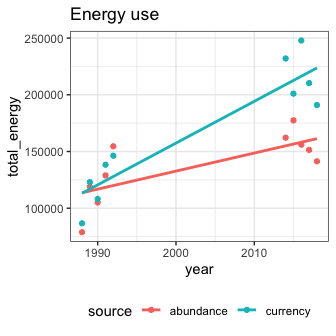 Energy use
250000
200000
150000
100000
total_energy
1990 2000 2010
year
source abundance currency